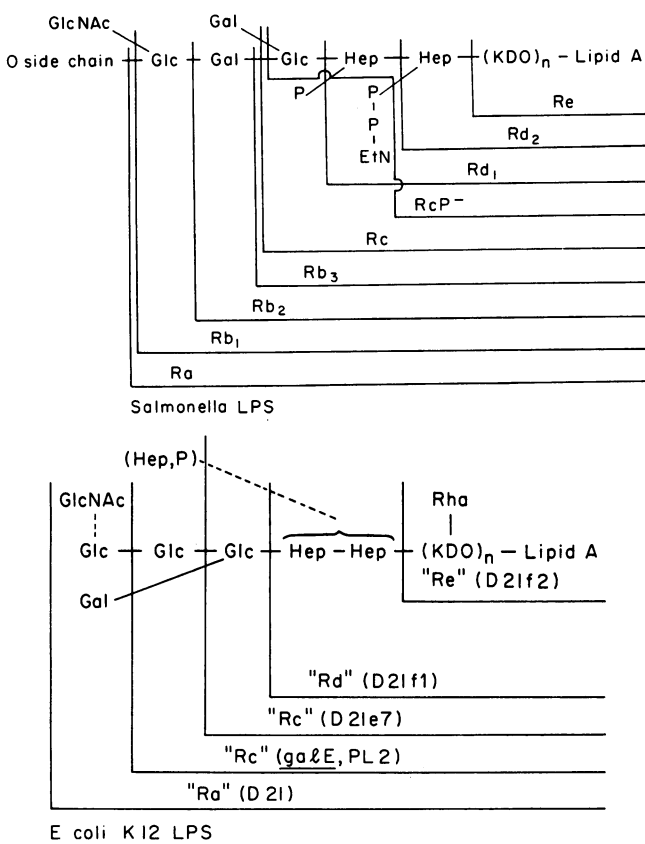 GlcNAc
Gal
O side chain — Glc — Gal — Glc — Hep — Hep — (KDO)n — Lipid A
P
P
P
EtN
Re
Rd2
Rd1
RcP−
Rc
Rb3
Rb2
Rb1
Ra
Salmonella LPS
(Hep,P)
GlcNAc
Rha
Glc — Glc — Glc — Hep — Hep — (KDO)n — Lipid A
"Re" (D21f2)
Gal
"Rd" (D21f1)
"Rc" (D21e7)
"Rc" (galE, PL2)
"Ra" (D21)
E coli K12 LPS